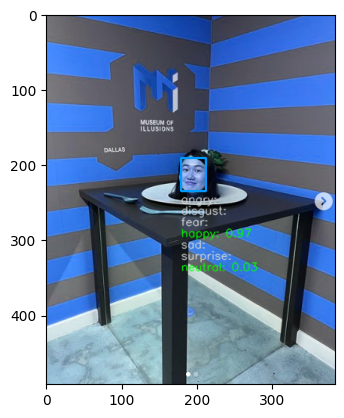 0
100
200
300
400
0
100
200
300
MUSEUM OF
ILLUSIONS
DALLAS
angry:
disgust:
fear:
happy: 0.97
sad:
surprise:
neutral: 0.03